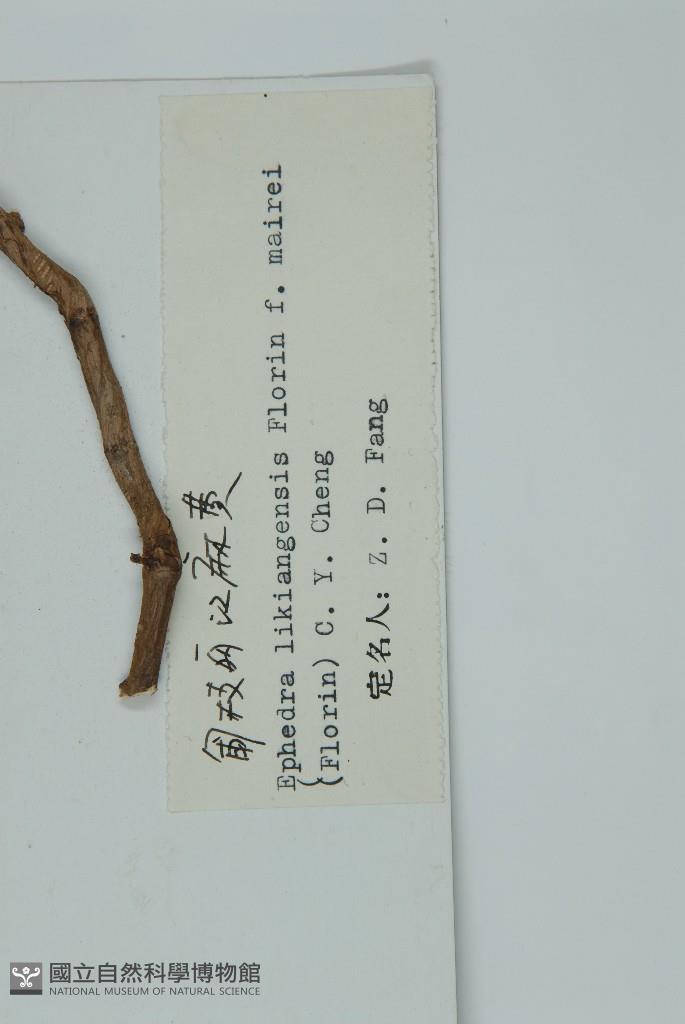 匍枝丽江麻黄
Ephedra likiangensis Florin f. mairei
(Florin) C. Y. Cheng
定名人: Z. D. Fang
國立自然科學博物館
NATIONAL MUSEUM OF NATURAL SCIENCE